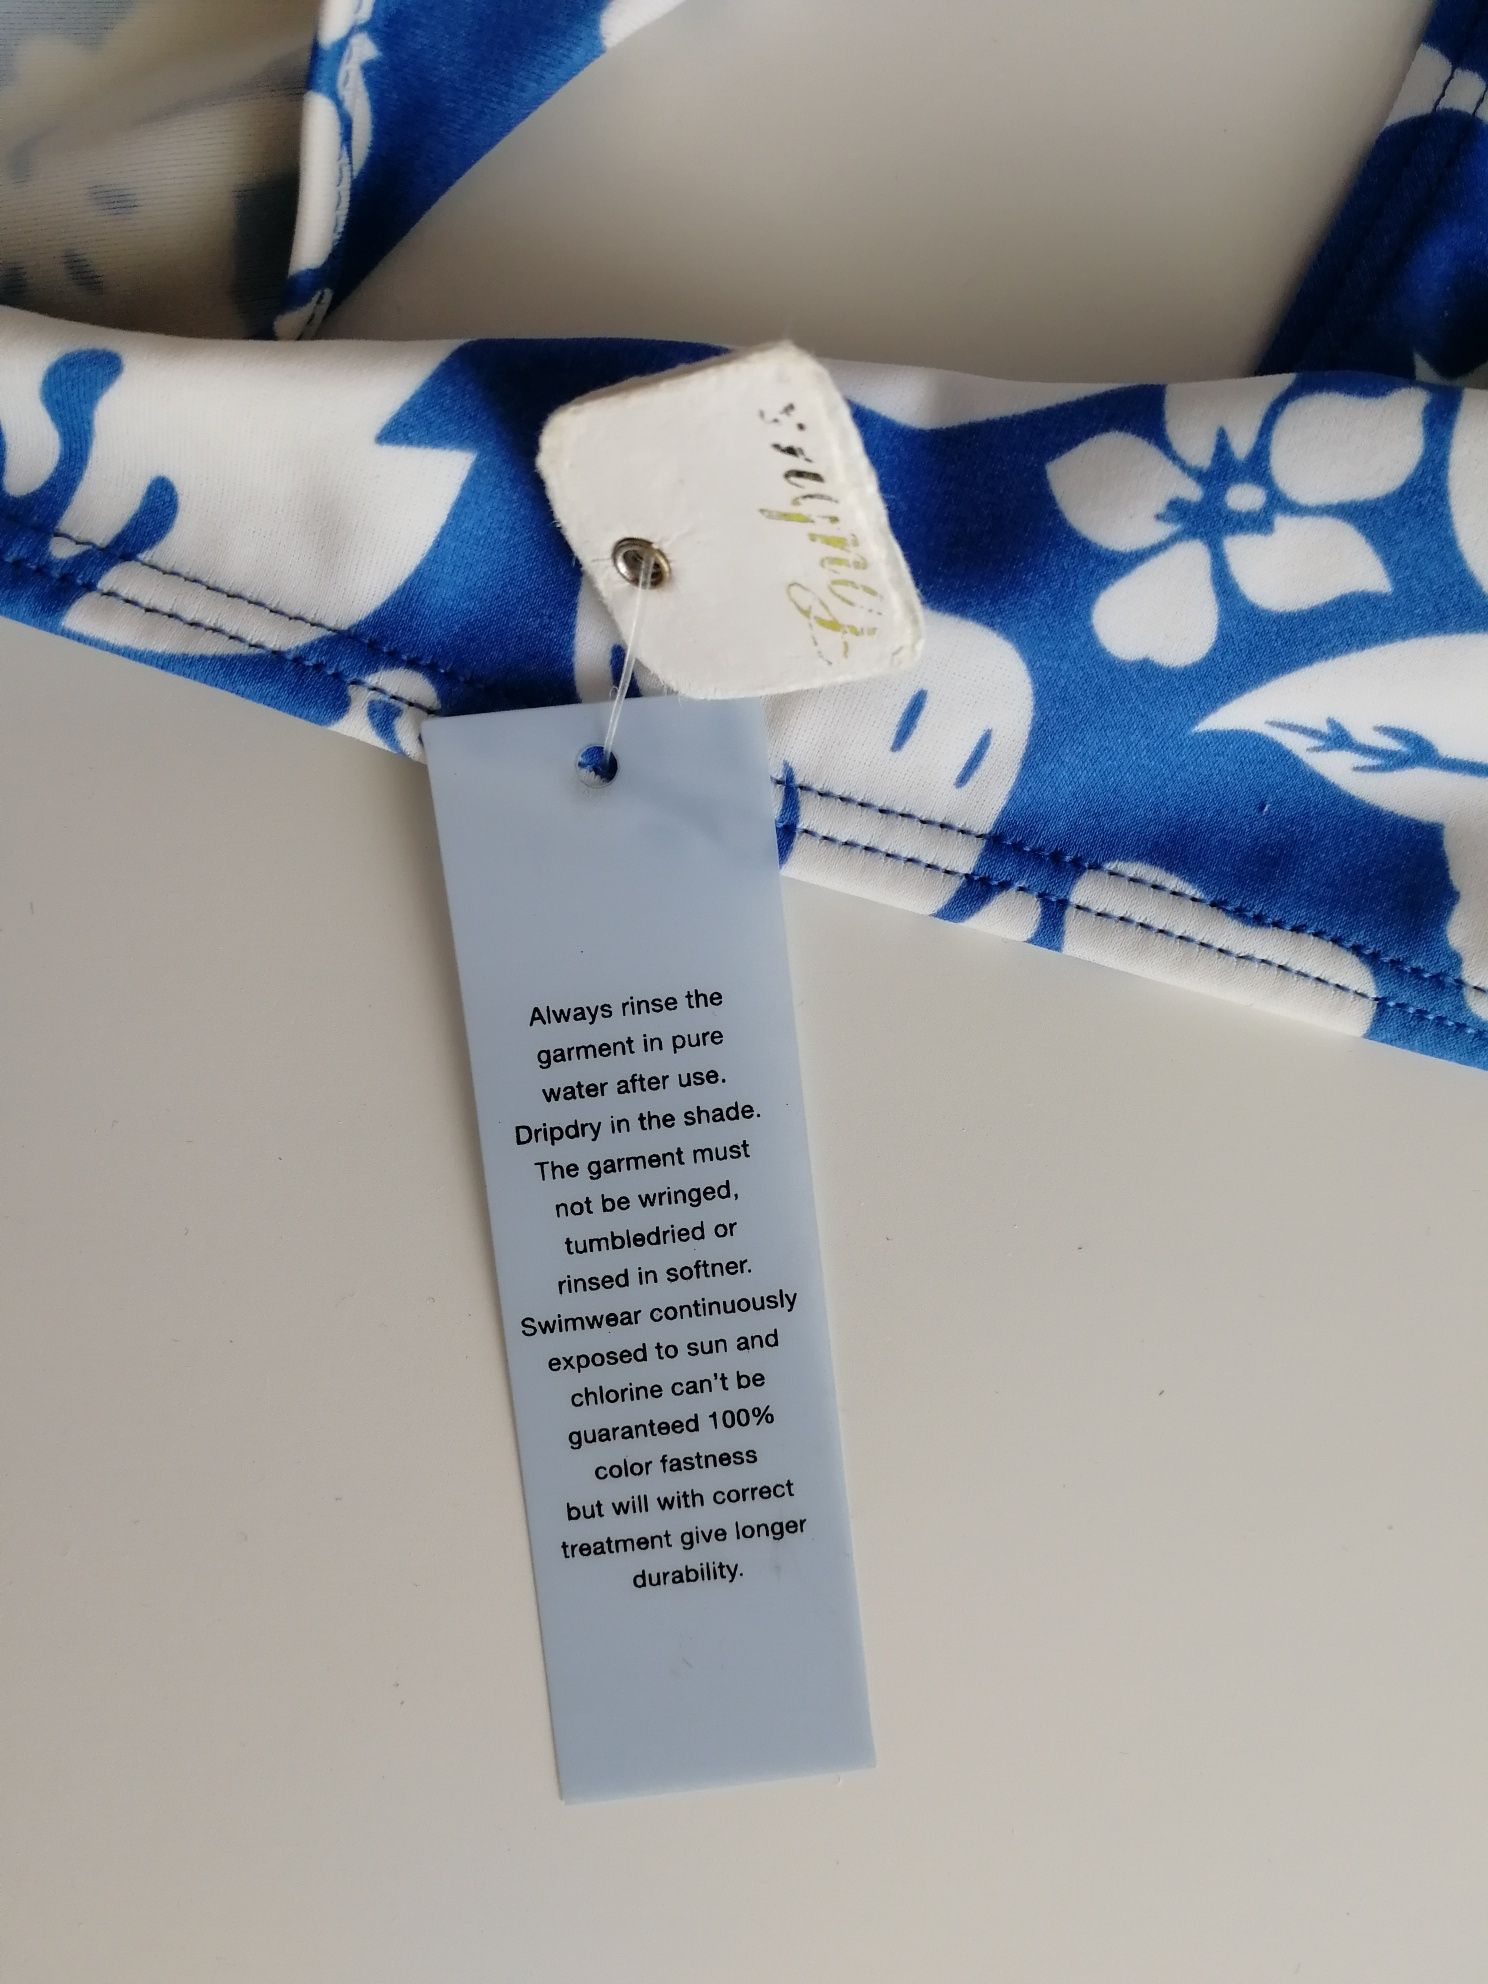 Always rinse the
garment in pure
water after use.
Dripdry in the shade.
The garment must
not be wringed,
tumbledried or
rinsed in softner.
Swimwear continuously
exposed to sun and
chlorine can't be
guaranteed 100%
color fastness
but will with correct
treatment give longer
durability.